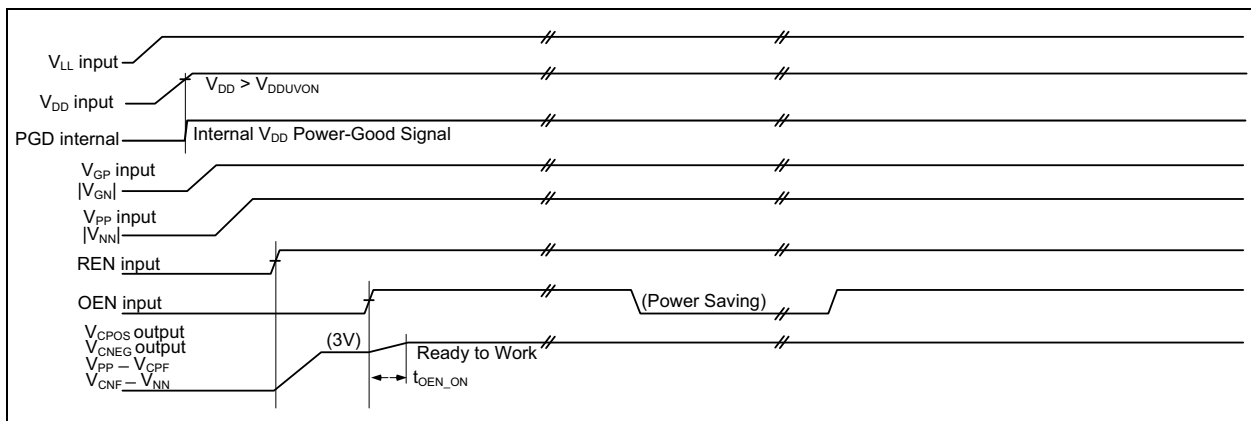 V_LL input
V_DD input
V_DD > V_DDUVON
PGD internal
Internal V_DD Power-Good Signal
V_GP input
|V_GN|
V_PP input
|V_NN|
REN input
OEN input
(Power Saving)
V_CPOS output
V_CNEG output
V_PP – V_CPF
V_CNF – V_NN
(3V)
Ready to Work
t_OEN_ON